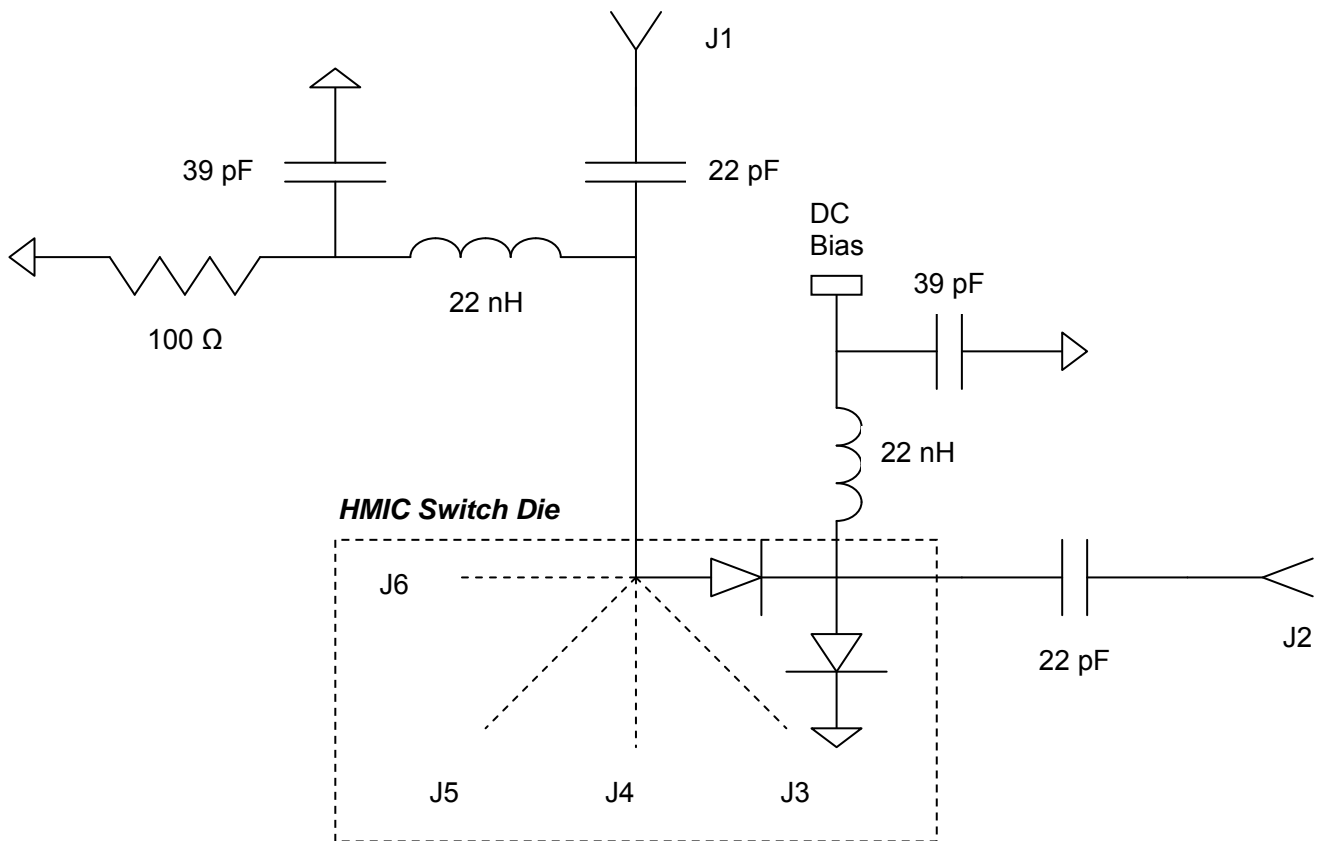 J1
39 pF
22 pF
DC
Bias
39 pF
22 nH
100 Ω
22 nH
HMIC Switch Die
J6
J2
22 pF
J5
J4
J3